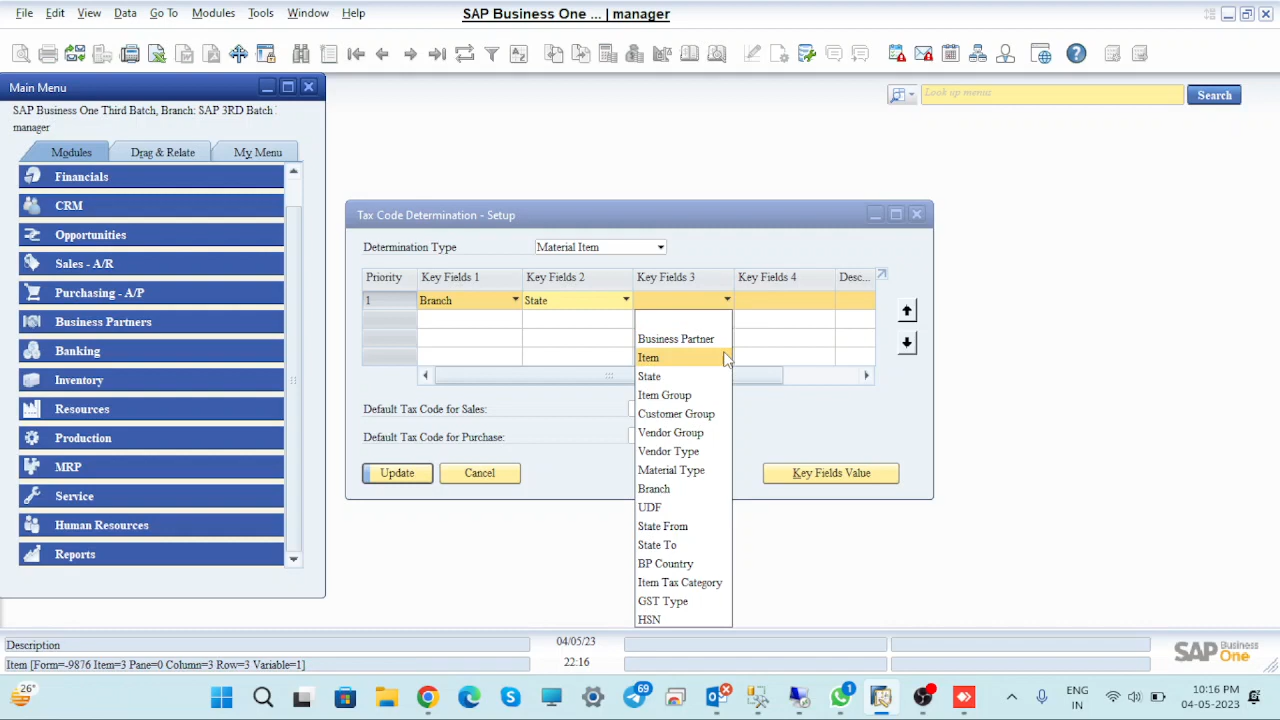 File Edit View Data Go To Modules Tools Window Help
SAP Business One ... | manager
Main Menu
SAP Business One Third Batch, Branch: SAP 3RD Batch
manager
Modules Drag & Relate My Menu
Financials
CRM
Opportunities
Sales - A/R
Purchasing - A/P
Business Partners
Banking
Inventory
Resources
Production
MRP
Service
Human Resources
Reports
Look up menus
Search
Tax Code Determination - Setup
Determination Type Material Item
Priority Key Fields 1 Key Fields 2 Key Fields 3 Key Fields 4 Desc...
1 Branch State
Business Partner
Item
State
Item Group
Customer Group
Vendor Group
Vendor Type
Material Type
Branch
UDF
State From
State To
BP Country
Item Tax Category
GST Type
HSN
Default Tax Code for Sales:
Default Tax Code for Purchase:
Update Cancel Key Fields Value
Description 04/05/23
Item [Form=-9876 Item=3 Pane=0 Column=3 Row=3 Variable=1] 22:16
SAP Business One
26°
69
1
ENG
IN
10:16 PM
04-05-2023